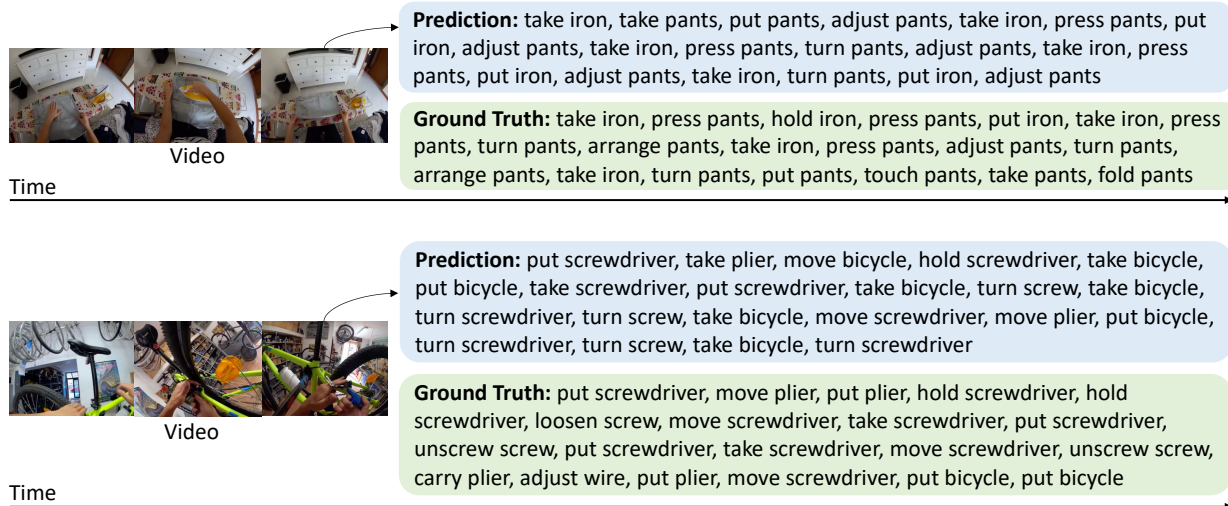 Prediction: take iron, take pants, put pants, adjust pants, take iron, press pants, put
iron, adjust pants, take iron, press pants, turn pants, adjust pants, take iron, press
pants, put iron, adjust pants, take iron, turn pants, put iron, adjust pants
Ground Truth: take iron, press pants, hold iron, press pants, put iron, take iron, press
pants, turn pants, arrange pants, take iron, press pants, adjust pants, turn pants,
arrange pants, take iron, turn pants, put pants, touch pants, take pants, fold pants
Video
Time
Prediction: put screwdriver, take plier, move bicycle, hold screwdriver, take bicycle,
put bicycle, take screwdriver, put screwdriver, take bicycle, turn screw, take bicycle,
turn screwdriver, turn screw, take bicycle, move screwdriver, move plier, put bicycle,
turn screwdriver, turn screw, take bicycle, turn screwdriver
Ground Truth: put screwdriver, move plier, put plier, hold screwdriver, hold
screwdriver, loosen screw, move screwdriver, take screwdriver, put screwdriver,
unscrew screw, put screwdriver, take screwdriver, move screwdriver, unscrew screw,
carry plier, adjust wire, put plier, move screwdriver, put bicycle, put bicycle
Video
Time